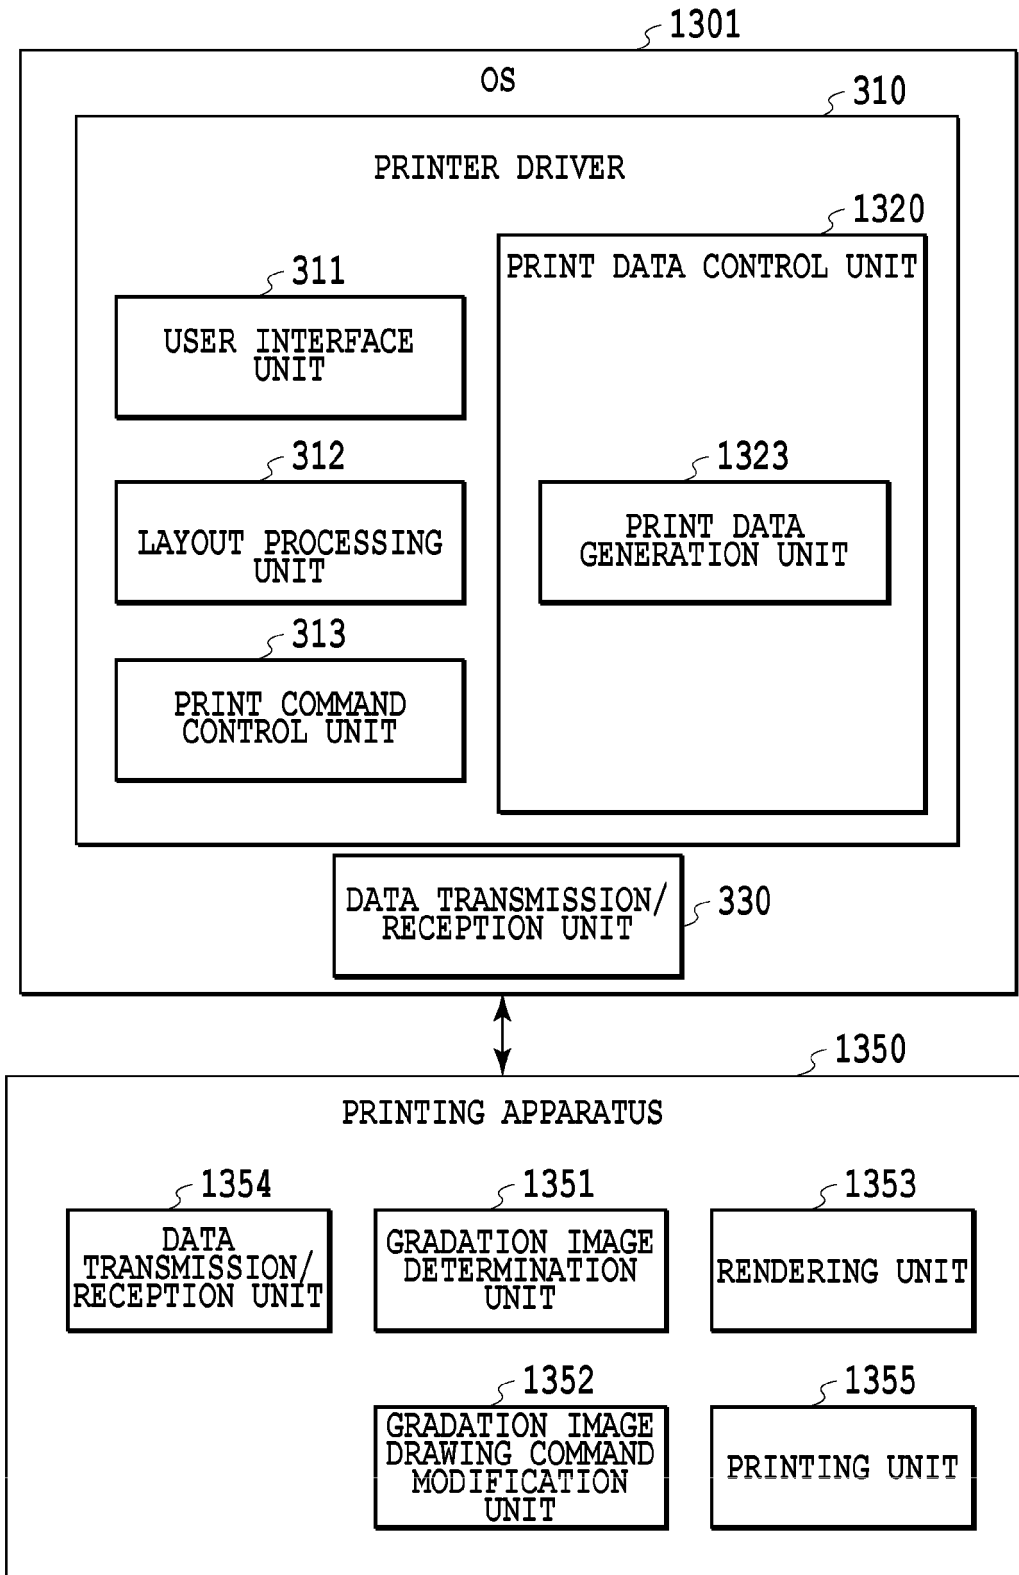 1301
OS
310
PRINTER DRIVER
1320
PRINT DATA CONTROL UNIT
311
USER INTERFACE
UNIT
312
LAYOUT PROCESSING
UNIT
313
PRINT COMMAND
CONTROL UNIT
1323
PRINT DATA
GENERATION UNIT
DATA TRANSMISSION/
RECEPTION UNIT
330
1350
PRINTING APPARATUS
1354
DATA
TRANSMISSION/
RECEPTION UNIT
1351
GRADATION IMAGE
DETERMINATION
UNIT
1353
RENDERING UNIT
1352
GRADATION IMAGE
DRAWING COMMAND
MODIFICATION
UNIT
1355
PRINTING UNIT